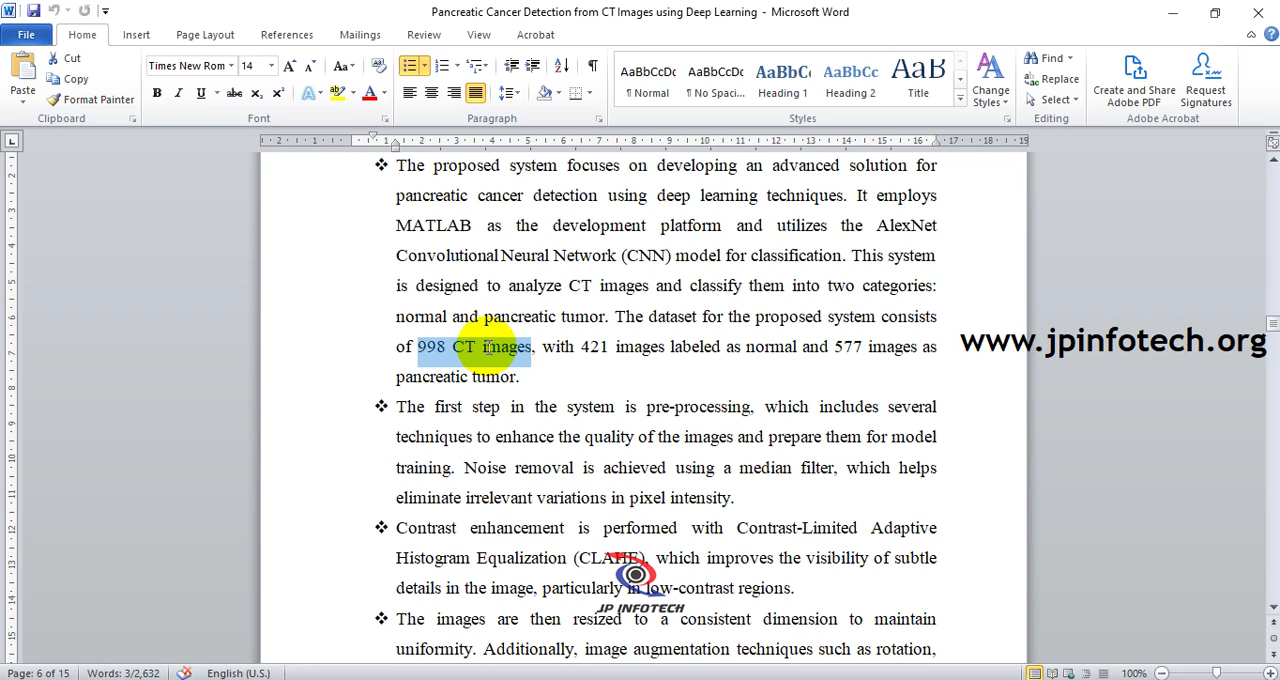 Pancreatic Cancer Detection from CT Images using Deep Learning - Microsoft Word
File Home Insert Page Layout References Mailings Review View Acrobat
Paste
Cut
Copy
Format Painter
Clipboard
Times New Rom 14
Font
Paragraph
AaBbCcDc AaBbCcDc AaBbC AaBbCc AaB
¶ Normal ¶ No Spaci... Heading 1 Heading 2 Title
Change Styles
Styles
Find
Replace
Select
Editing
Create and Share Adobe PDF
Request Signatures
Adobe Acrobat
The proposed system focuses on developing an advanced solution for
pancreatic cancer detection using deep learning techniques. It employs
MATLAB as the development platform and utilizes the AlexNet
Convolutional Neural Network (CNN) model for classification. This system
is designed to analyze CT images and classify them into two categories:
normal and pancreatic tumor. The dataset for the proposed system consists
of 998 CT images, with 421 images labeled as normal and 577 images as
pancreatic tumor.
www.jpinfotech.org
The first step in the system is pre-processing, which includes several
techniques to enhance the quality of the images and prepare them for model
training. Noise removal is achieved using a median filter, which helps
eliminate irrelevant variations in pixel intensity.
Contrast enhancement is performed with Contrast-Limited Adaptive
Histogram Equalization (CLAHE), which improves the visibility of subtle
details in the image, particularly in low-contrast regions.
JP INFOTECH
The images are then resized to a consistent dimension to maintain
uniformity. Additionally, image augmentation techniques such as rotation,
Page: 6 of 15 Words: 3/2,632 English (U.S.) 100%